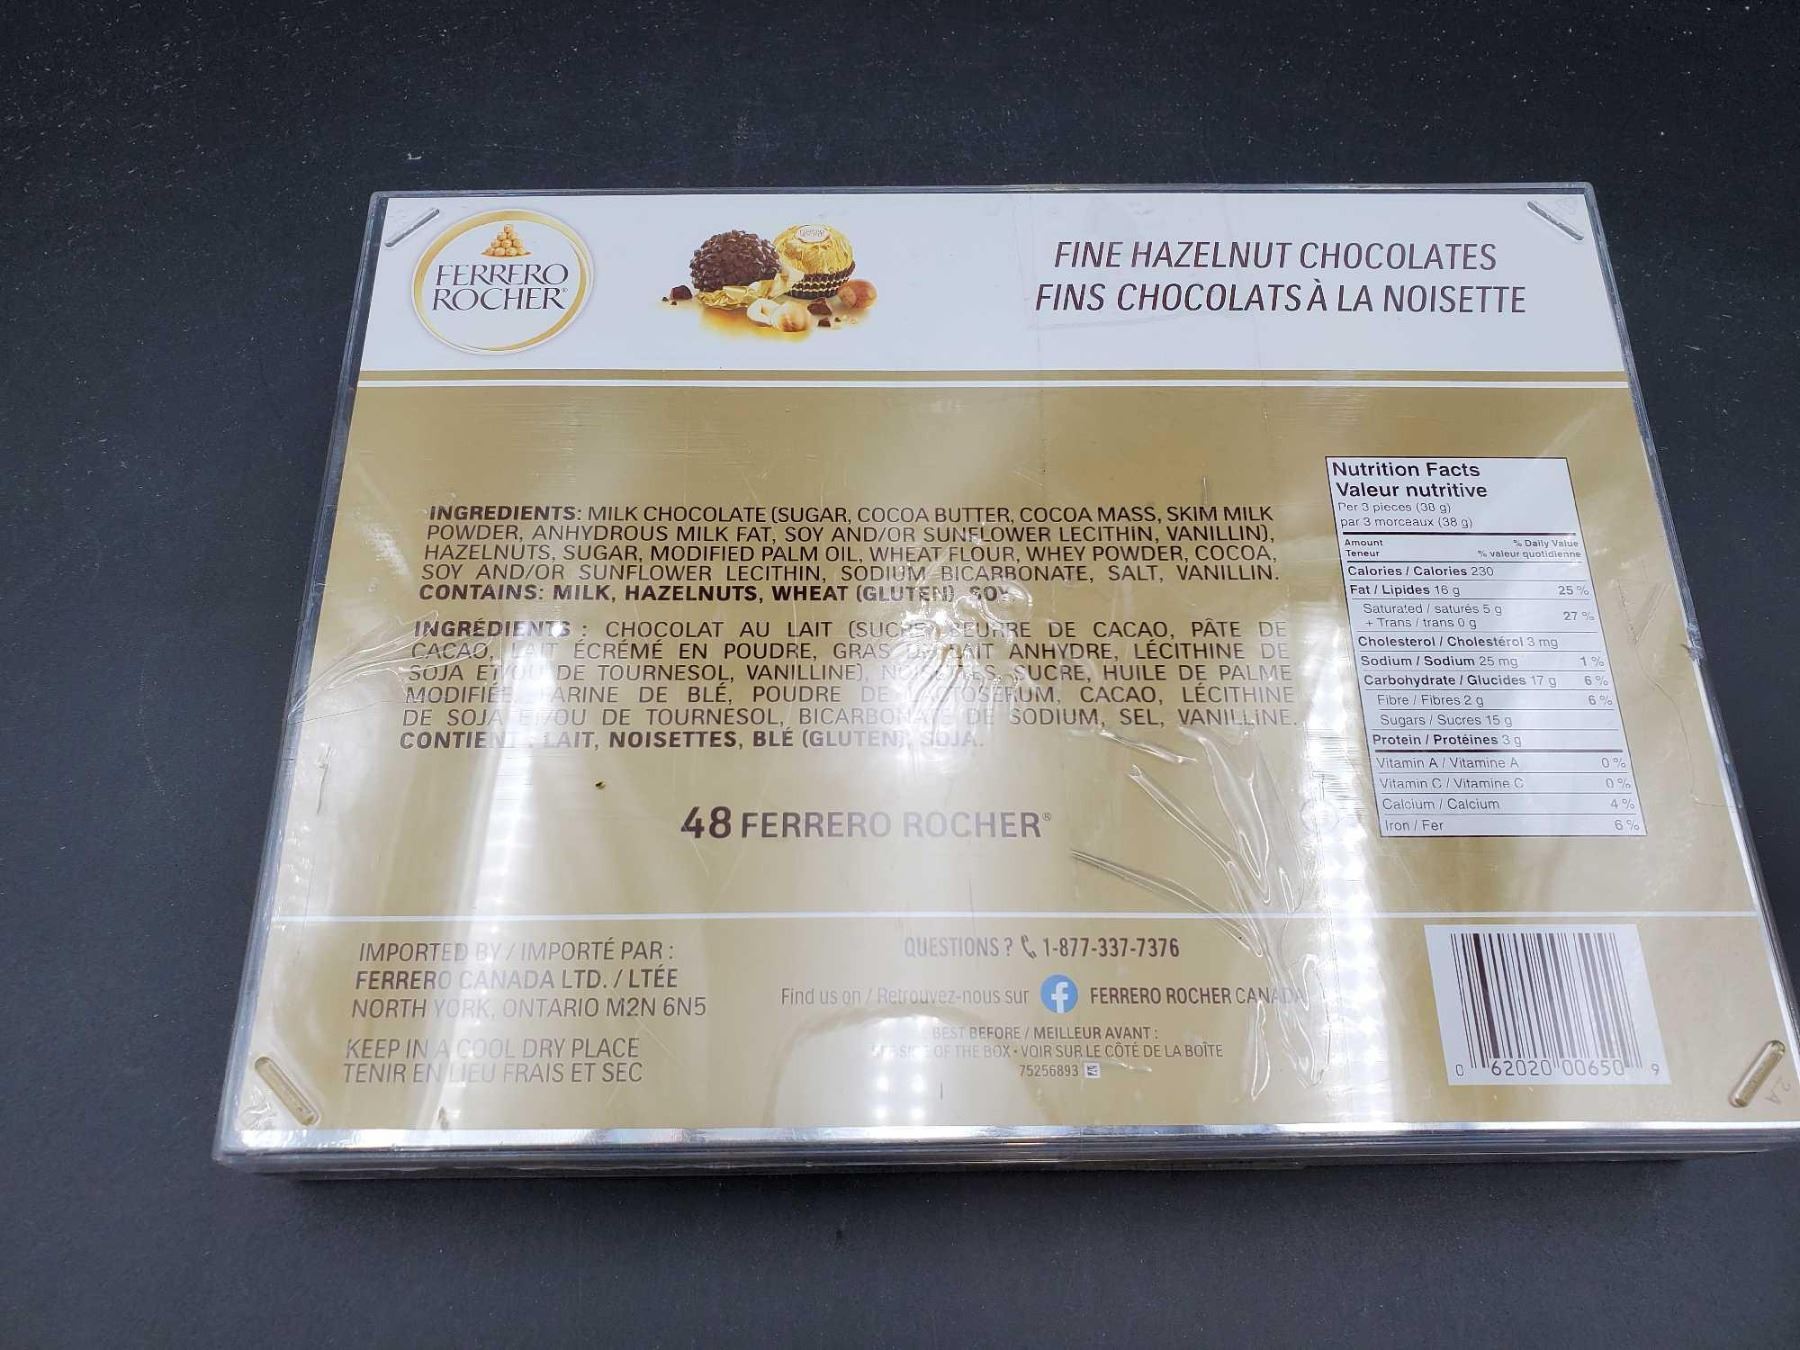 FERRERO
ROCHER®
FINE HAZELNUT CHOCOLATES
FINS CHOCOLATS À LA NOISETTE
INGREDIENTS: MILK CHOCOLATE (SUGAR, COCOA BUTTER, COCOA MASS, SKIM MILK
POWDER, ANHYDROUS MILK FAT, SOY AND/OR SUNFLOWER LECITHIN, VANILLIN),
HAZELNUTS, SUGAR, MODIFIED PALM OIL, WHEAT FLOUR, WHEY POWDER, COCOA,
SOY AND/OR SUNFLOWER LECITHIN, SODIUM BICARBONATE, SALT, VANILLIN.
CONTAINS: MILK, HAZELNUTS, WHEAT (GLUTEN), SOY
INGRÉDIENTS : CHOCOLAT AU LAIT (SUCRE, BEURRE DE CACAO, PÂTE DE
CACAO, LAIT ÉCRÉMÉ EN POUDRE, GRAS ANHYDRE, LÉCITHINE DE
SOJA ET/OU DE TOURNESOL, VANILLINE), NOISETTES, SUCRE, HUILE DE PALME
MODIFIÉE, FARINE DE BLÉ, POUDRE DE LACTOSÉRUM, CACAO, LÉCITHINE
DE SOJA ET/OU DE TOURNESOL, BICARBONATE DE SODIUM, SEL, VANILLINE.
CONTIENT : LAIT, NOISETTES, BLÉ (GLUTEN), SOJA.
48 FERRERO ROCHER®
Nutrition Facts
Valeur nutritive
Per 3 pieces (38 g)
par 3 morceaux (38 g)
Amount % Daily Value
Teneur % valeur quotidienne
Calories / Calories 230
Fat / Lipides 16 g 25 %
Saturated / saturés 5 g
+ Trans / trans 0 g 27 %
Cholesterol / Cholestérol 3 mg
Sodium / Sodium 25 mg 1 %
Carbohydrate / Glucides 17 g 6 %
Fibre / Fibres 2 g 6 %
Sugars / Sucres 15 g
Protein / Protéines 3 g
Vitamin A / Vitamine A 0 %
Vitamin C / Vitamine C 0 %
Calcium / Calcium 4 %
Iron / Fer 6 %
IMPORTED BY / IMPORTÉ PAR :
FERRERO CANADA LTD. / LTÉE
NORTH YORK, ONTARIO M2N 6N5
KEEP IN A COOL DRY PLACE
TENIR EN LIEU FRAIS ET SEC
QUESTIONS ? 1-877-337-7376
Find us on / Retrouvez-nous sur f FERRERO ROCHER CANADA
BEST BEFORE / MEILLEUR AVANT :
SEE SIDE OF THE BOX - VOIR SUR LE CÔTÉ DE LA BOÎTE
75256893
0 62020 00650 9
2 A